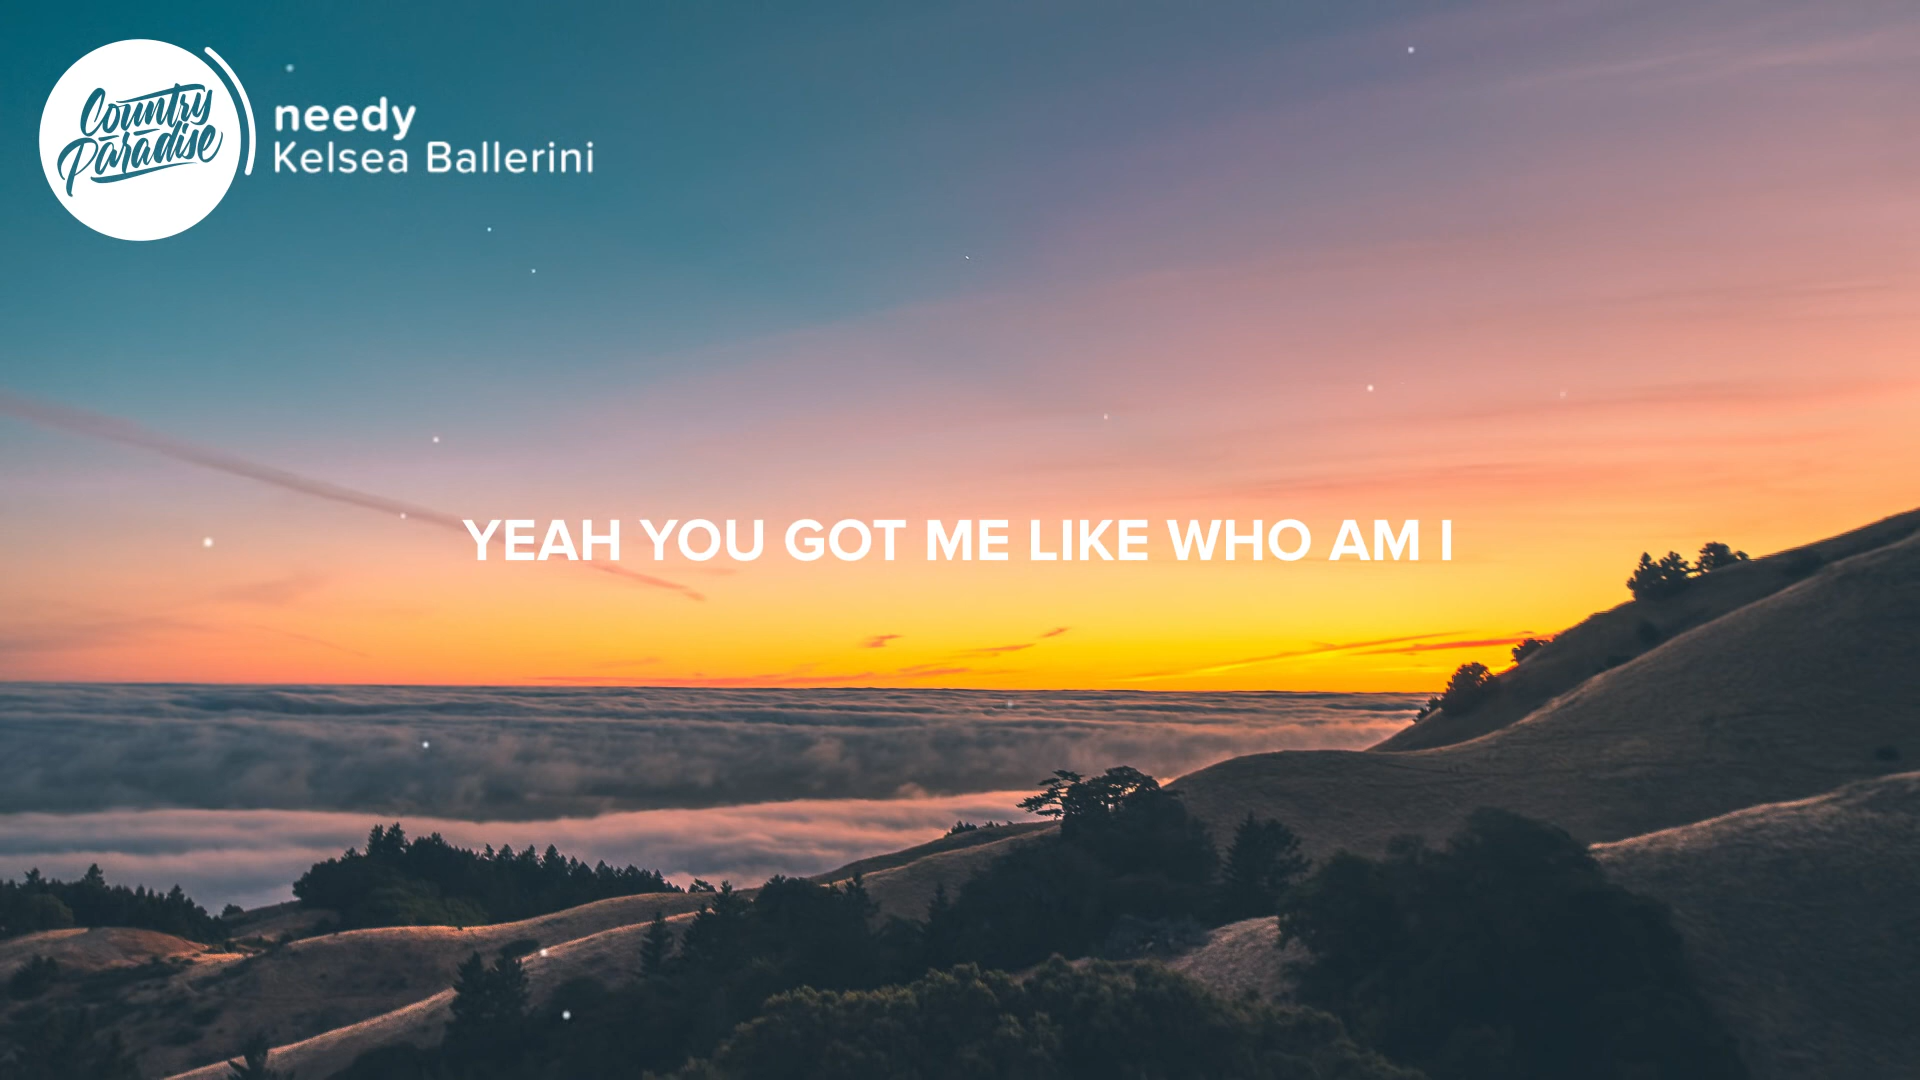 Country
Paradise
needy
Kelsea Ballerini
YEAH YOU GOT ME LIKE WHO AM I